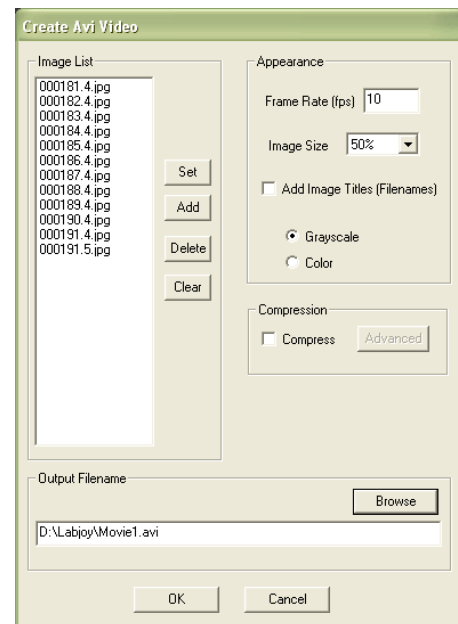 Create Avi Video
Image List
000181.4.jpg
000182.4.jpg
000183.4.jpg
000184.4.jpg
000185.4.jpg
000186.4.jpg
000187.4.jpg
000188.4.jpg
000189.4.jpg
000190.4.jpg
000191.4.jpg
000191.5.jpg
Set
Add
Delete
Clear
Appearance
Frame Rate (fps) 10
Image Size 50%
Add Image Titles (Filenames)
Grayscale
Color
Compression
Compress Advanced
Output Filename
Browse
D:\Labjoy\Movie1.avi
OK Cancel